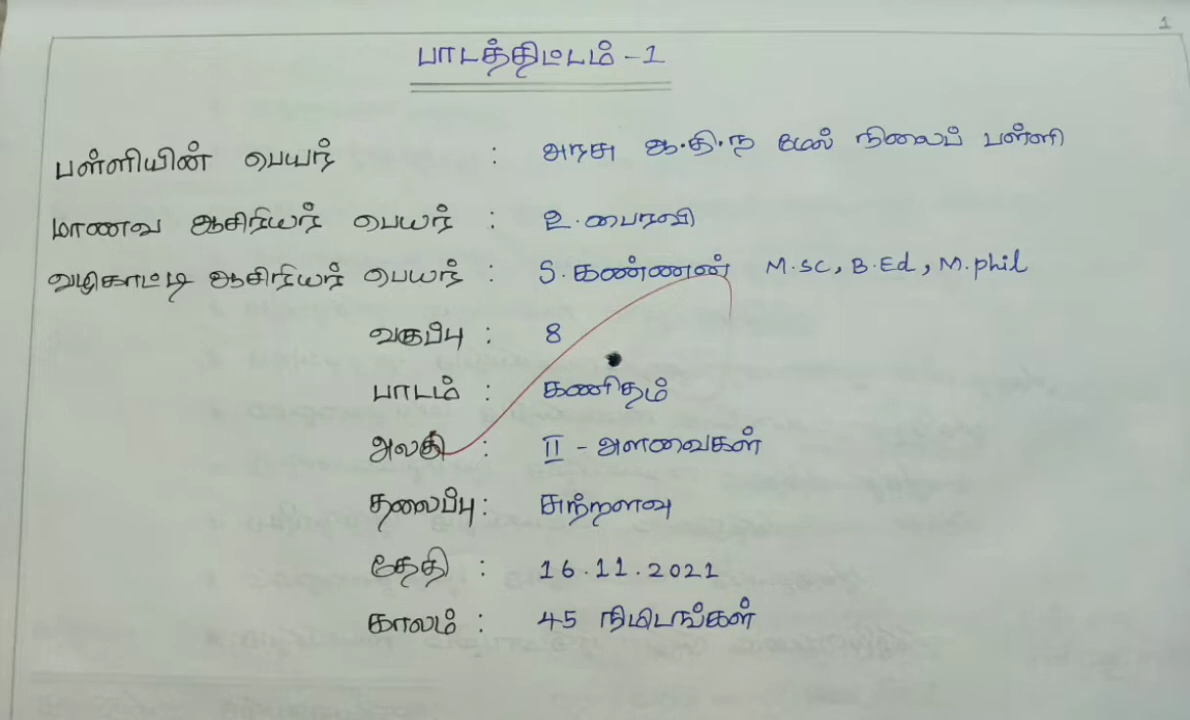 1
பாடத்திட்டம் - 1
பள்ளியின் பெயர் : அரசு ஆ.தி.ந மேல் நிலைப் பள்ளி
மாணவ ஆசிரியர் பெயர் : உ.பைரவி
வழிகாட்டி ஆசிரியர் பெயர் : S.கண்ணன் M.sc, B.Ed, M.phil
வகுப்பு : 8
பாடம் : கணிதம்
அலகு : II - அளவைகள்
தலைப்பு : சுற்றளவு
தேதி : 16.11.2021
காலம் : 45 நிமிடங்கள்